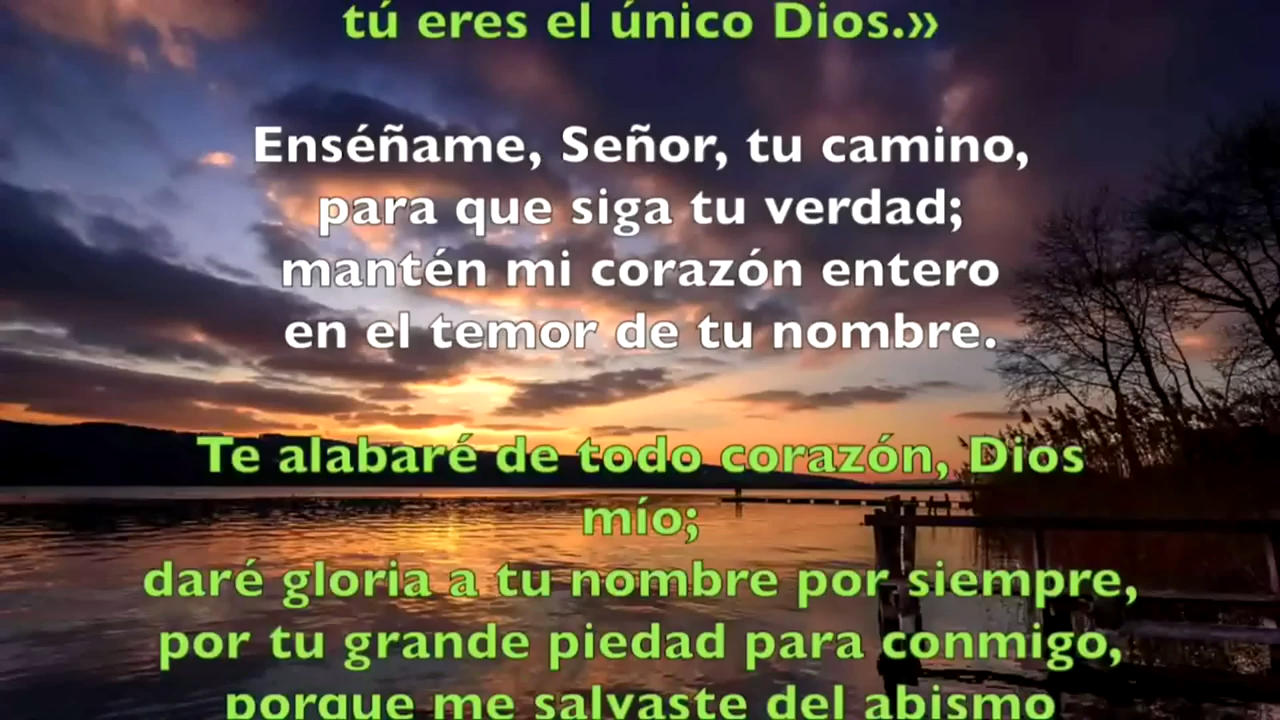 tú eres el único Dios.»
Enséñame, Señor, tu camino,
para que siga tu verdad;
mantén mi corazón entero
en el temor de tu nombre.
Te alabaré de todo corazón, Dios
mío;
daré gloria a tu nombre por siempre,
por tu grande piedad para conmigo,
porque me salvaste del abismo